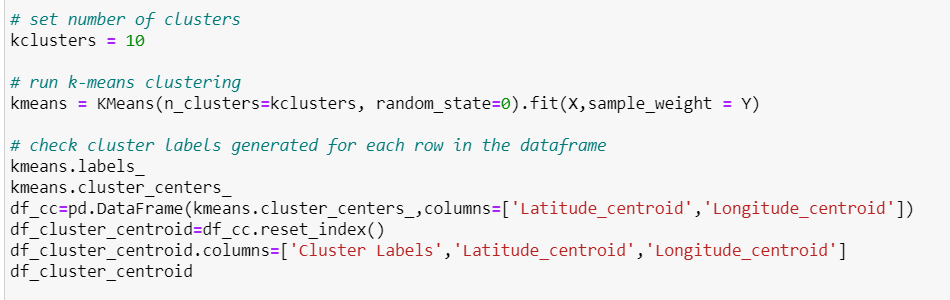 # set number of clusters
kclusters = 10
# run k-means clustering
kmeans = KMeans(n_clusters=kclusters, random_state=0).fit(X,sample_weight = Y)
# check cluster labels generated for each row in the dataframe
kmeans.labels_
kmeans.cluster_centers_
df_cc=pd.DataFrame(kmeans.cluster_centers_,columns=['Latitude_centroid','Longitude_centroid'])
df_cluster_centroid=df_cc.reset_index()
df_cluster_centroid.columns=['Cluster Labels','Latitude_centroid','Longitude_centroid']
df_cluster_centroid